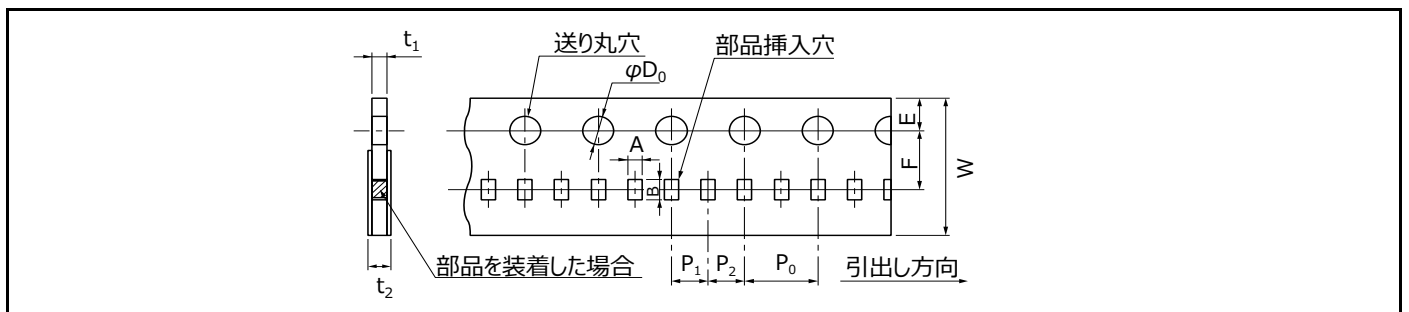 t₁
送り丸穴
部品挿入穴
φD₀
A
B
E
F
W
P₁
P₂
P₀
引出し方向
部品を装着した場合
t₂